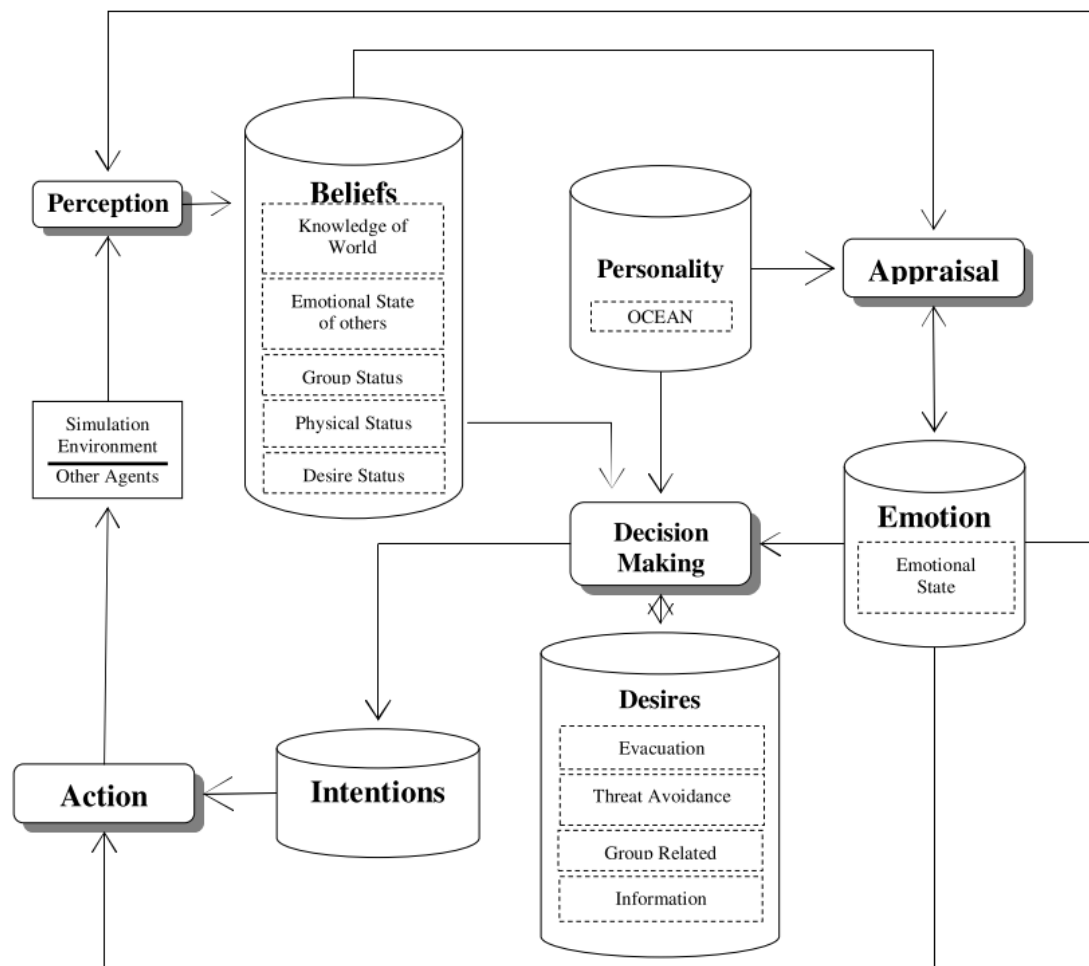 Perception
Beliefs
Knowledge of
World
Emotional State
of others
Group Status
Physical Status
Desire Status
Personality
OCEAN
Appraisal
Simulation
Environment
Other Agents
Decision
Making
Emotion
Emotional
State
Desires
Evacuation
Threat Avoidance
Group Related
Information
Intentions
Action